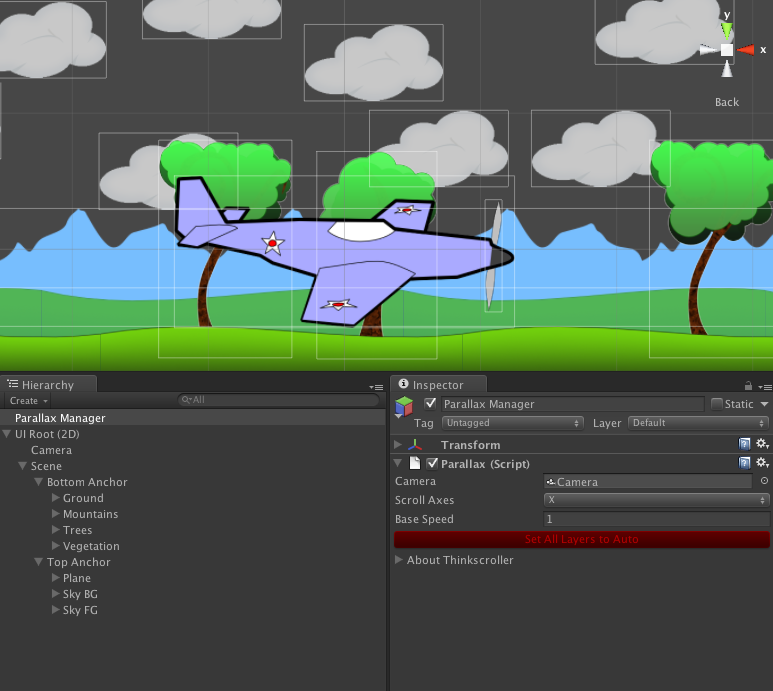 y
x
Back
Hierarchy
Create
All
Parallax Manager
UI Root (2D)
Camera
Scene
Bottom Anchor
Ground
Mountains
Trees
Vegetation
Top Anchor
Plane
Sky BG
Sky FG
Inspector
Parallax Manager Static
Tag Untagged Layer Default
Transform
Parallax (Script)
Camera Camera
Scroll Axes X
Base Speed 1
Set All Layers to Auto
About Thinkscroller